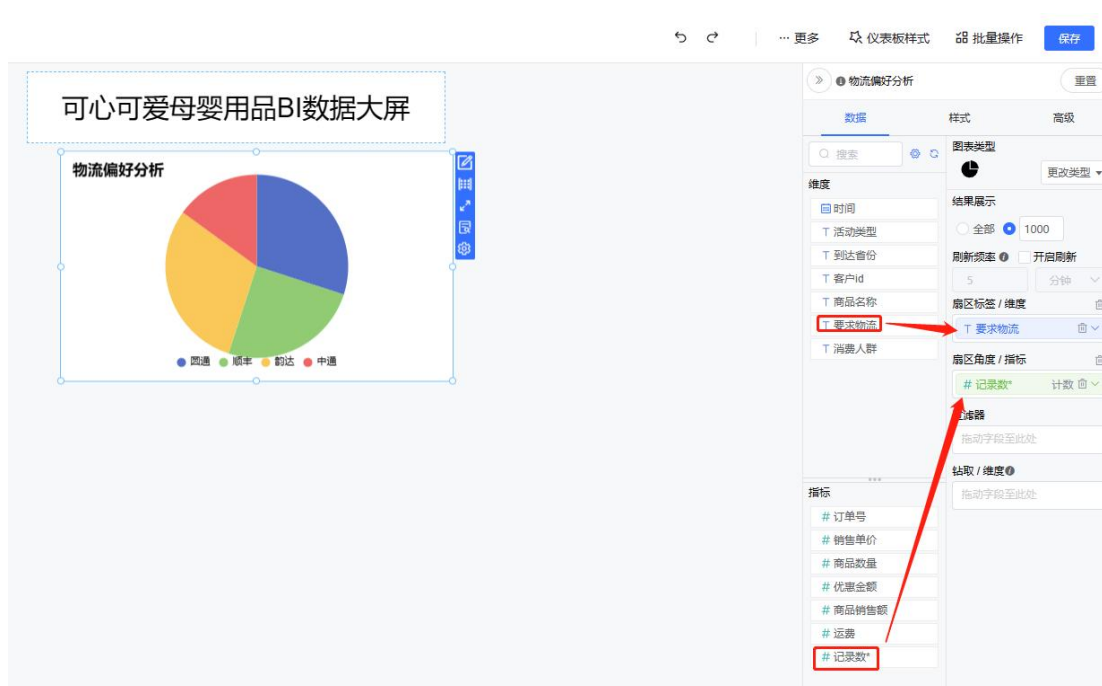 … 更多
仪表板样式
批量操作
保存
可心可爱母婴用品BI数据大屏
物流偏好分析
圆通
顺丰
韵达
中通
物流偏好分析
重置
数据
样式
高级
搜索
维度
时间
T 活动类型
T 到达省份
T 客户id
T 商品名称
T 要求物流
T 消费人群
指标
# 订单号
# 销售单价
# 商品数量
# 优惠金额
# 商品销售额
# 运费
# 记录数*
图表类型
更改类型
结果展示
全部 1000
刷新频率 开启刷新
5 分钟
扇区标签 / 维度
T 要求物流
扇区角度 / 指标
# 记录数* 计数
过滤器
拖动字段至此处
钻取 / 维度
拖动字段至此处